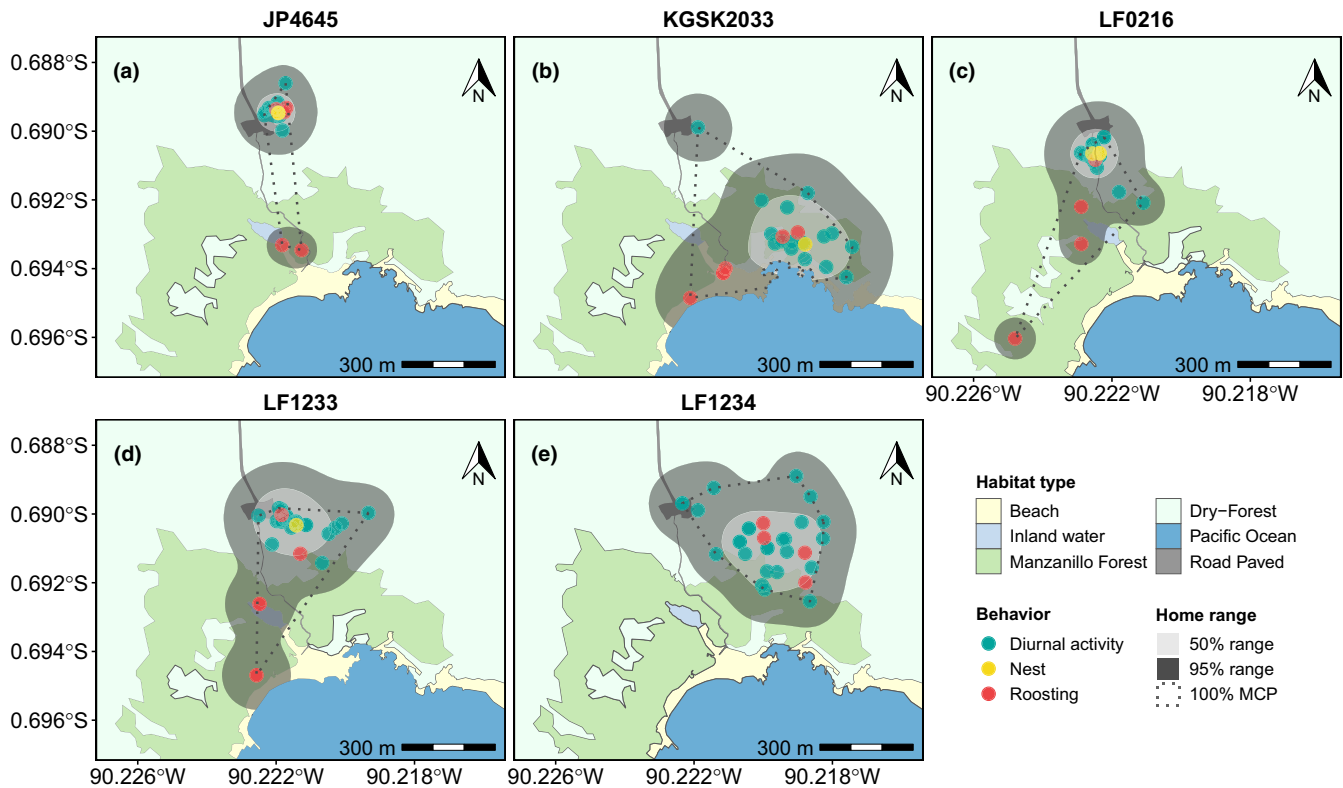 JP4645
KGSK2033
LF0216
0.688°S
0.690°S
0.692°S
0.694°S
0.696°S
(a)
N
300 m
(b)
N
300 m
(c)
N
300 m
90.226°W
90.222°W
90.218°W
LF1233
LF1234
0.688°S
0.690°S
0.692°S
0.694°S
0.696°S
(d)
N
300 m
(e)
N
300 m
90.226°W
90.222°W
90.218°W
90.226°W
90.222°W
90.218°W
Habitat type
Beach
Inland water
Manzanillo Forest
Dry−Forest
Pacific Ocean
Road Paved
Behavior
Diurnal activity
Nest
Roosting
Home range
50% range
95% range
100% MCP